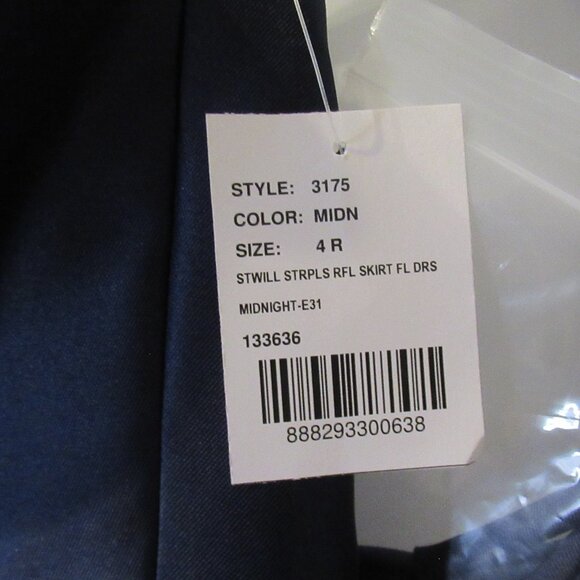 STYLE: 3175
COLOR: MIDN
SIZE: 4 R
STWILL STRPLS RFL SKIRT FL DRS
MIDNIGHT-E31
133636
888293300638